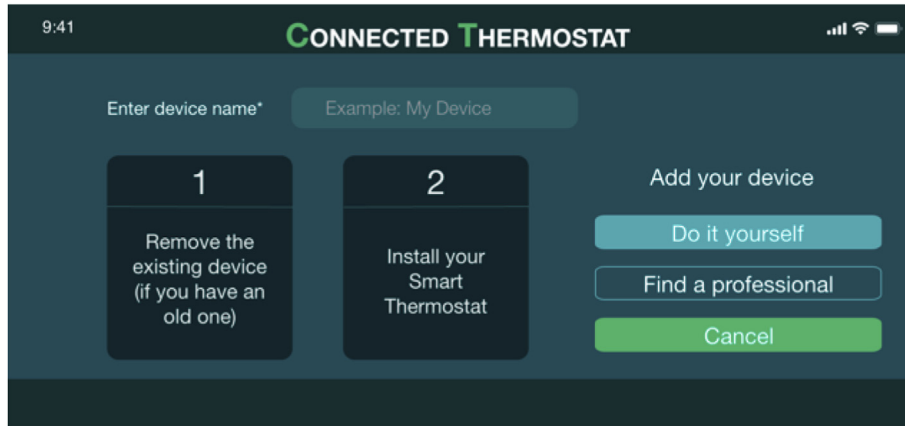 9:41
CONNECTED THERMOSTAT
Enter device name*
Example: My Device
1
Remove the
existing device
(if you have an
old one)
2
Install your
Smart
Thermostat
Add your device
Do it yourself
Find a professional
Cancel